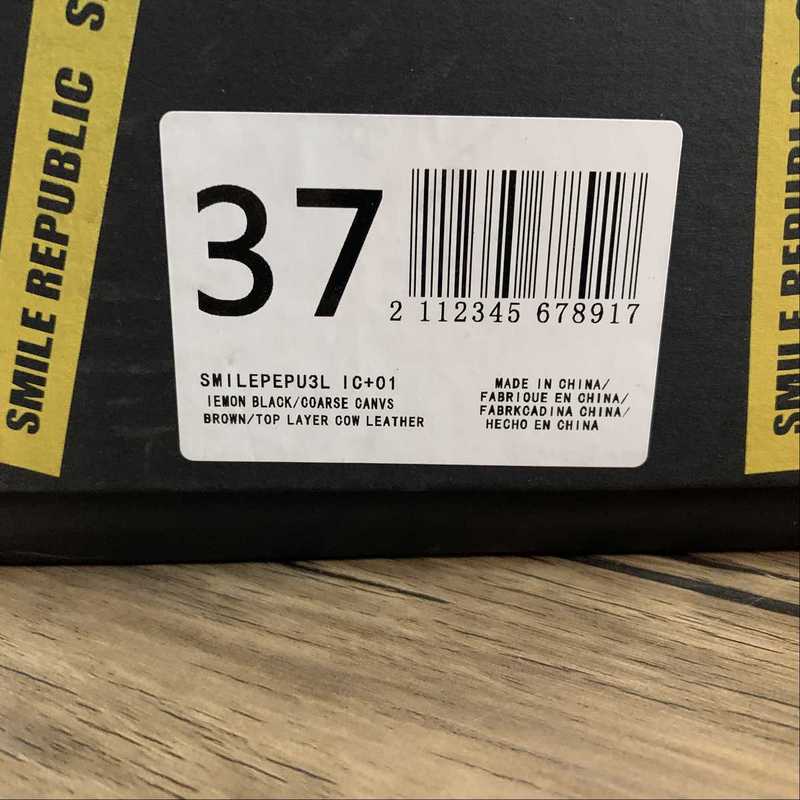 SMILE REPUBLIC S
37
2 112345 678917
SMILEPEPU3L IC+01
IEMON BLACK/COARSE CANVS
BROWN/TOP LAYER COW LEATHER
MADE IN CHINA/
FABRIQUE EN CHINA/
FABRKCADINA CHINA/
HECHO EN CHINA
SMILE REPUBLIC